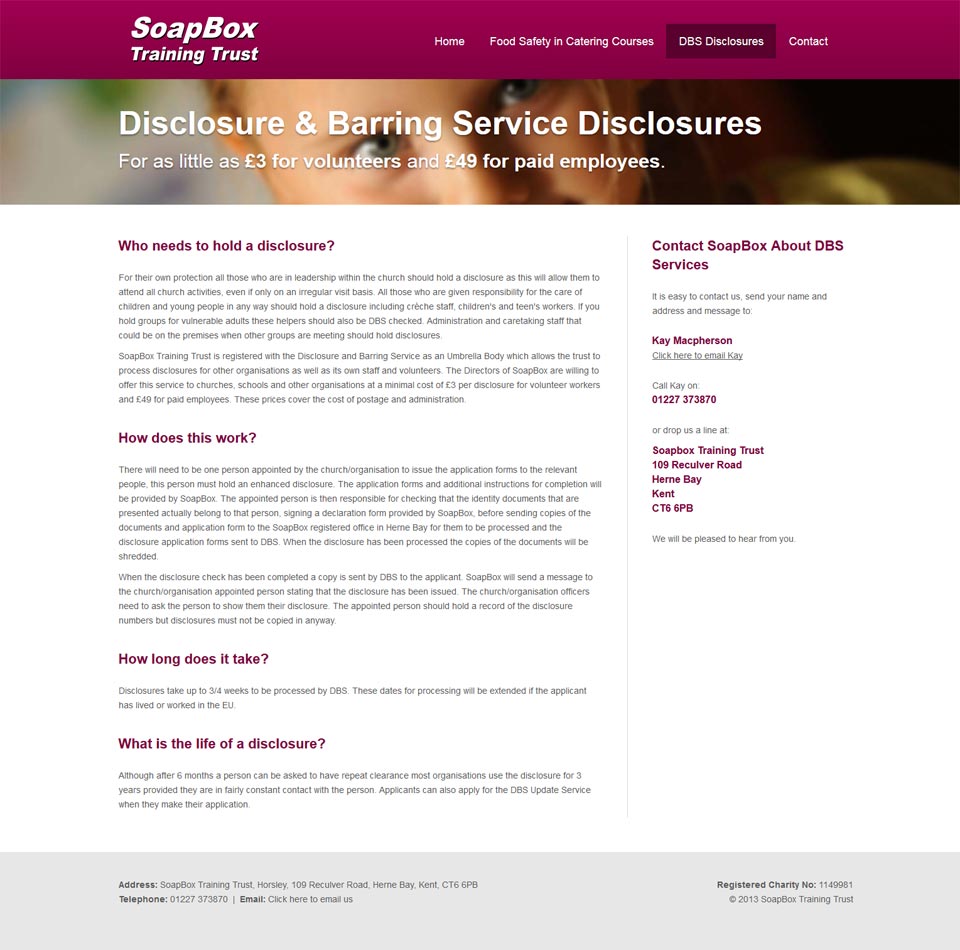 SoapBox
Training Trust
Home
Food Safety in Catering Courses
DBS Disclosures
Contact
Disclosure & Barring Service Disclosures
For as little as £3 for volunteers and £49 for paid employees.
Who needs to hold a disclosure?
For their own protection all those who are in leadership within the church should hold a disclosure as this will allow them to
attend all church activities, even if only on an irregular visit basis. All those who are given responsibility for the care of
children and young people in any way should hold a disclosure including crèche staff, children's and teen's workers. If you
hold groups for vulnerable adults these helpers should also be DBS checked. Administration and caretaking staff that
could be on the premises when other groups are meeting should hold disclosures.
SoapBox Training Trust is registered with the Disclosure and Barring Service as an Umbrella Body which allows the trust to
process disclosures for other organisations as well as its own staff and volunteers. The Directors of SoapBox are willing to
offer this service to churches, schools and other organisations at a minimal cost of £3 per disclosure for volunteer workers
and £49 for paid employees. These prices cover the cost of postage and administration.
How does this work?
There will need to be one person appointed by the church/organisation to issue the application forms to the relevant
people, this person must hold an enhanced disclosure. The application forms and additional instructions for completion will
be provided by SoapBox. The appointed person is then responsible for checking that the identity documents that are
presented actually belong to that person, signing a declaration form provided by SoapBox, before sending copies of the
documents and application form to the SoapBox registered office in Herne Bay for them to be processed and the
disclosure application forms sent to DBS. When the disclosure has been processed the copies of the documents will be
shredded.
When the disclosure check has been completed a copy is sent by DBS to the applicant. SoapBox will send a message to
the church/organisation appointed person stating that the disclosure has been issued. The church/organisation officers
need to ask the person to show them their disclosure. The appointed person should hold a record of the disclosure
numbers but disclosures must not be copied in anyway.
How long does it take?
Disclosures take up to 3/4 weeks to be processed by DBS. These dates for processing will be extended if the applicant
has lived or worked in the EU.
What is the life of a disclosure?
Although after 6 months a person can be asked to have repeat clearance most organisations use the disclosure for 3
years provided they are in fairly constant contact with the person. Applicants can also apply for the DBS Update Service
when they make their application.
Contact SoapBox About DBS
Services
It is easy to contact us, send your name and
address and message to:
Kay Macpherson
Click here to email Kay
Call Kay on:
01227 373870
or drop us a line at:
Soapbox Training Trust
109 Reculver Road
Herne Bay
Kent
CT6 6PB
We will be pleased to hear from you.
Address: SoapBox Training Trust, Horsley, 109 Reculver Road, Herne Bay, Kent, CT6 6PB
Telephone: 01227 373870 | Email: Click here to email us
Registered Charity No: 1149981
© 2013 SoapBox Training Trust